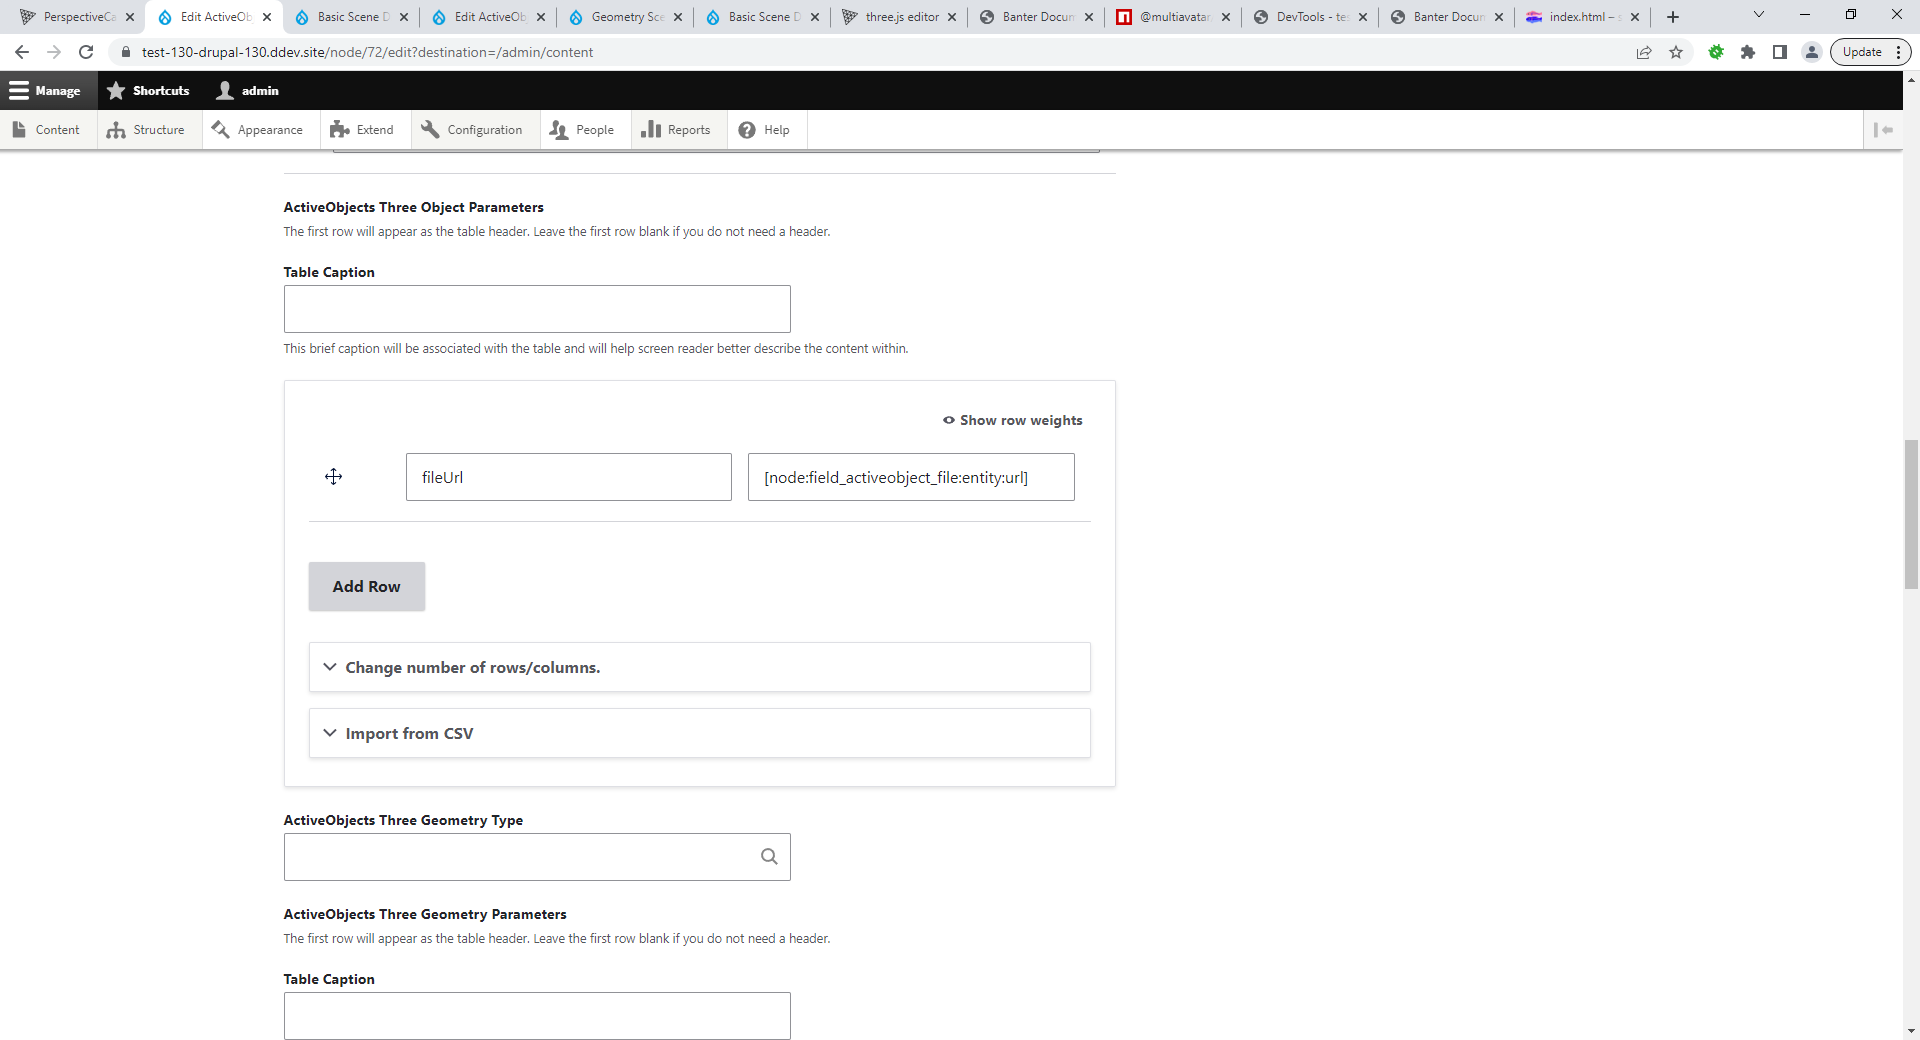 PerspectiveCa
Edit ActiveOb
Basic Scene D
Edit ActiveOb
Geometry Sce
Basic Scene D
three.js editor
Banter Docum
@multiavatar
DevTools - tes
Banter Docum
index.html – s
test-130-drupal-130.ddev.site/node/72/edit?destination=/admin/content
Update
Manage
Shortcuts
admin
Content
Structure
Appearance
Extend
Configuration
People
Reports
Help
ActiveObjects Three Object Parameters
The first row will appear as the table header. Leave the first row blank if you do not need a header.
Table Caption
This brief caption will be associated with the table and will help screen reader better describe the content within.
Show row weights
fileUrl
[node:field_activeobject_file:entity:url]
Add Row
Change number of rows/columns.
Import from CSV
ActiveObjects Three Geometry Type
ActiveObjects Three Geometry Parameters
The first row will appear as the table header. Leave the first row blank if you do not need a header.
Table Caption